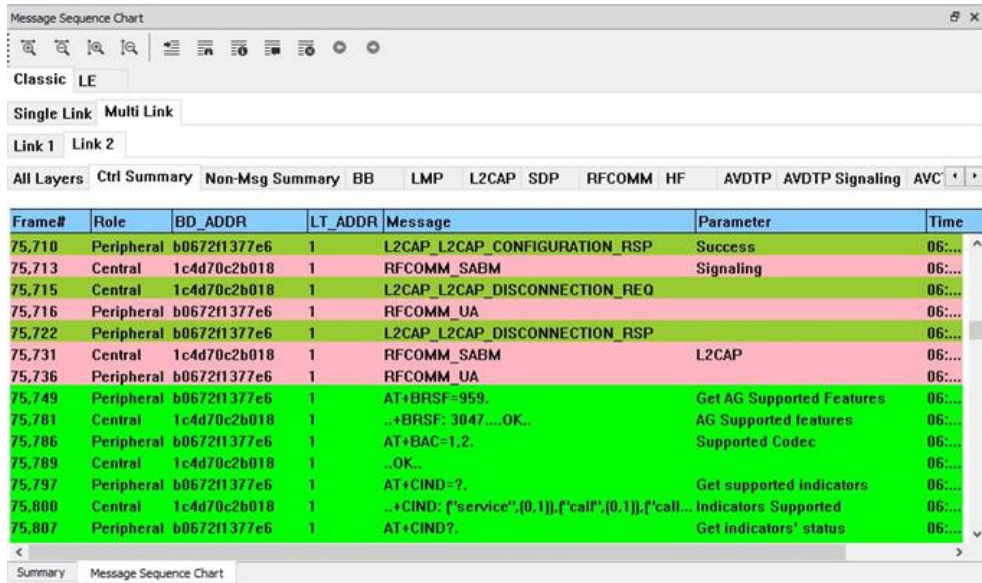 Message Sequence Chart
Classic LE
Single Link Multi Link
Link 1 Link 2
All Layers Ctrl Summary Non-Msg Summary BB LMP L2CAP SDP RFCOMM HF AVDTP AVDTP Signaling AVC
Frame# Role BD_ADDR LT_ADDR Message Parameter Time
75,710 Peripheral b0672f1377e6 1 L2CAP_L2CAP_CONFIGURATION_RSP Success 06:...
75,713 Central 1c4d70c2b018 1 RFCOMM_SABM Signaling 06:...
75,715 Central 1c4d70c2b018 1 L2CAP_L2CAP_DISCONNECTION_REQ 06:...
75,716 Peripheral b0672f1377e6 1 RFCOMM_UA 06:...
75,722 Peripheral b0672f1377e6 1 L2CAP_L2CAP_DISCONNECTION_RSP 06:...
75,731 Central 1c4d70c2b018 1 RFCOMM_SABM L2CAP 06:...
75,736 Peripheral b0672f1377e6 1 RFCOMM_UA 06:...
75,749 Peripheral b0672f1377e6 1 AT+BRSF=959. Get AG Supported Features 06:...
75,781 Central 1c4d70c2b018 1 ..+BRSF: 3047....OK.. AG Supported features 06:...
75,786 Peripheral b0672f1377e6 1 AT+BAC=1,2. Supported Codec 06:...
75,789 Central 1c4d70c2b018 1 ..OK.. 06:...
75,797 Peripheral b0672f1377e6 1 AT+CIND=?. Get supported indicators 06:...
75,800 Central 1c4d70c2b018 1 ..+CIND: ("service",(0,1)),("call",(0,1)),("call... Indicators Supported 06:...
75,807 Peripheral b0672f1377e6 1 AT+CIND?. Get indicators' status 06:...
Summary Message Sequence Chart